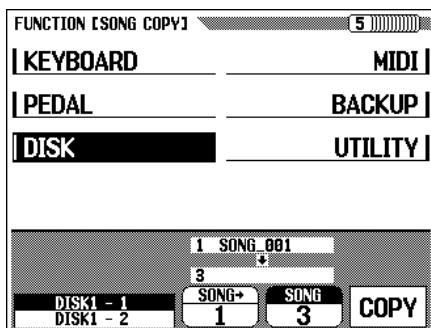 FUNCTION [SONG COPY] 5
KEYBOARD MIDI
PEDAL BACKUP
DISK UTILITY
1 SONG_001
3
DISK1 - 1
DISK1 - 2
SONG→
1
SONG
3
COPY